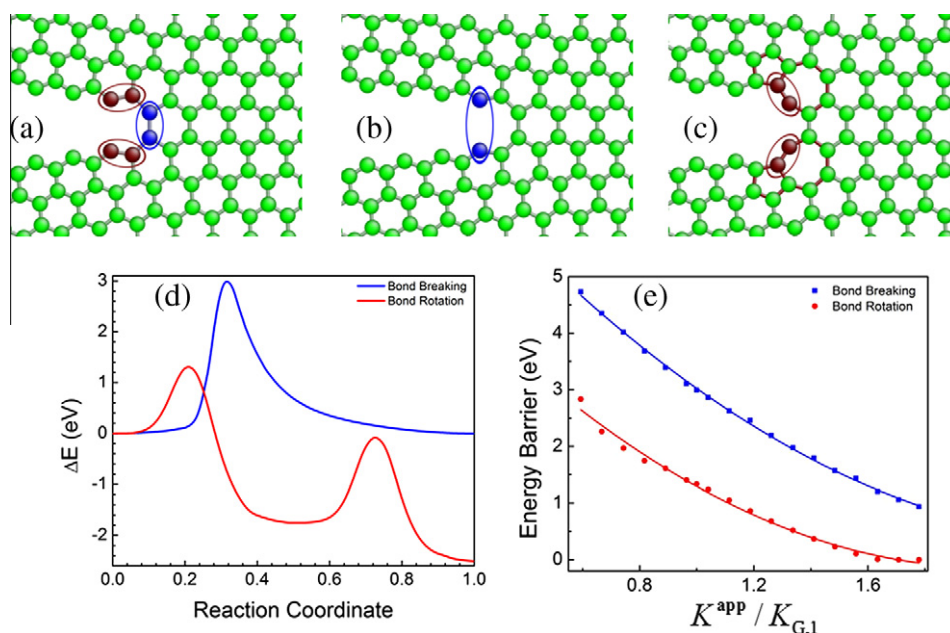 (a)
(b)
(c)
(d)
Bond Breaking
Bond Rotation
3
2
1
0
-1
-2
ΔE (eV)
0.0 0.2 0.4 0.6 0.8 1.0
Reaction Coordinate
(e)
Bond Breaking
Bond Rotation
5
4
3
2
1
0
Energy Barrier (eV)
0.8 1.2 1.6
K^app / K_G,1